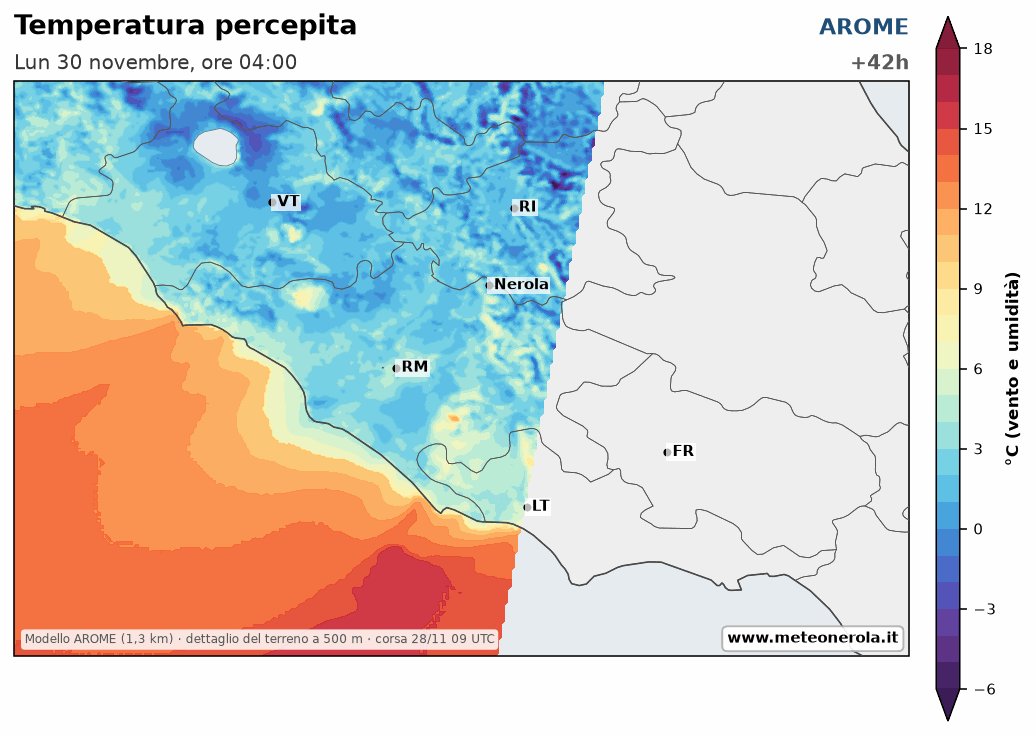 Temperatura percepita
AROME
Lun 30 novembre, ore 04:00
+42h
VT
RI
Nerola
RM
FR
LT
Modello AROME (1,3 km) · dettaglio del terreno a 500 m · corsa 28/11 09 UTC
www.meteonerola.it
18
15
12
9
6
3
0
−3
−6
°C (vento e umidità)